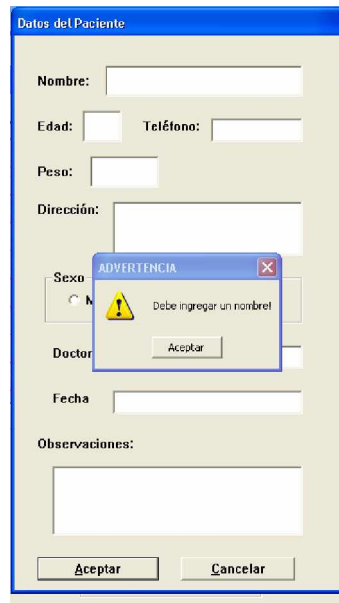 Datos del Paciente
Nombre:
Edad: Teléfono:
Peso:
Dirección:
ADVERTENCIA
Sexo
Debe ingregar un nombre!
Aceptar
Doctor
Fecha
Observaciones:
Aceptar Cancelar